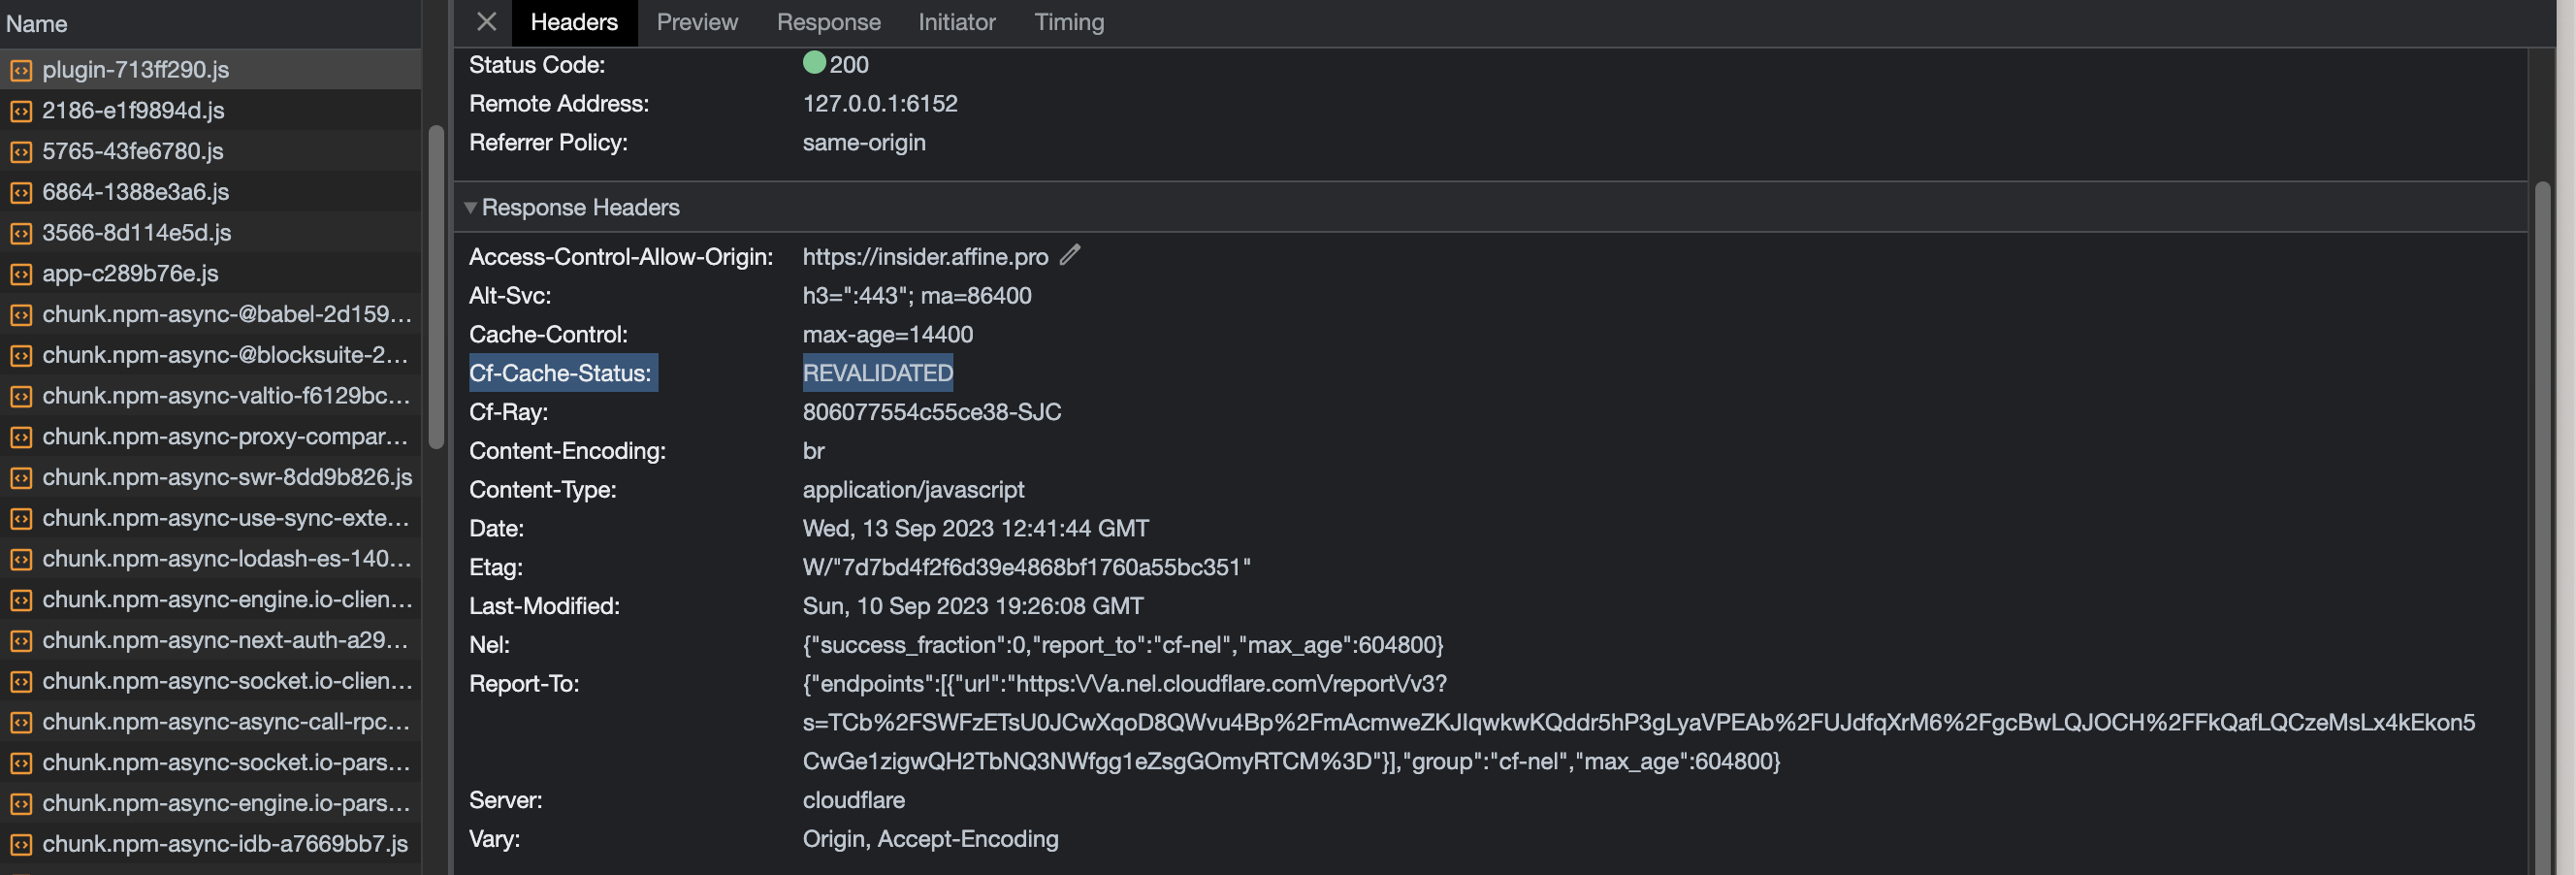 Name
plugin-713ff290.js
2186-e1f9894d.js
5765-43fe6780.js
6864-1388e3a6.js
3566-8d114e5d.js
app-c289b76e.js
chunk.npm-async-@babel-2d159...
chunk.npm-async-@blocksuite-2...
chunk.npm-async-valtio-f6129bc...
chunk.npm-async-proxy-compar...
chunk.npm-async-swr-8dd9b826.js
chunk.npm-async-use-sync-exte...
chunk.npm-async-lodash-es-140...
chunk.npm-async-engine.io-clien...
chunk.npm-async-next-auth-a29...
chunk.npm-async-socket.io-clien...
chunk.npm-async-async-call-rpc...
chunk.npm-async-socket.io-pars...
chunk.npm-async-engine.io-pars...
chunk.npm-async-idb-a7669bb7.js
Headers Preview Response Initiator Timing
Status Code: 200
Remote Address: 127.0.0.1:6152
Referrer Policy: same-origin
Response Headers
Access-Control-Allow-Origin: https://insider.affine.pro
Alt-Svc: h3=":443"; ma=86400
Cache-Control: max-age=14400
Cf-Cache-Status: REVALIDATED
Cf-Ray: 806077554c55ce38-SJC
Content-Encoding: br
Content-Type: application/javascript
Date: Wed, 13 Sep 2023 12:41:44 GMT
Etag: W/"7d7bd4f2f6d39e4868bf1760a55bc351"
Last-Modified: Sun, 10 Sep 2023 19:26:08 GMT
Nel: {"success_fraction":0,"report_to":"cf-nel","max_age":604800}
Report-To: {"endpoints":[{"url":"https:\/\/a.nel.cloudflare.com\/report\/v3?
s=TCb%2FSWFzETsU0JCwXqoD8QWvu4Bp%2FmAcmweZKJIqwkwKQddr5hP3gLyaVPEAb%2FUJdfqXrM6%2FgcBwLQJOCH%2FFkQafLQCzeMsLx4kEkon5
CwGe1zigwQH2TbNQ3NWfgg1eZsgGOmyRTCM%3D"}],"group":"cf-nel","max_age":604800}
Server: cloudflare
Vary: Origin, Accept-Encoding